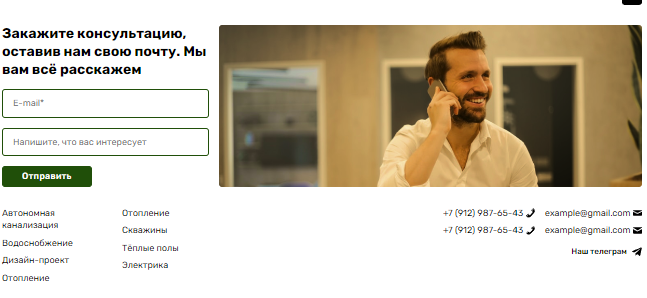 Закажите консультацию,
оставив нам свою почту. Мы
вам всё расскажем
E-mail*
Напишите, что вас интересует
Отправить
Автономная
канализация
Водоснобжение
Дизайн-проект
Отопление
Отопление
Скважины
Тёплые полы
Электрика
+7 (912) 987-65-43 example@gmail.com
+7 (912) 987-65-43 example@gmail.com
Наш телеграм